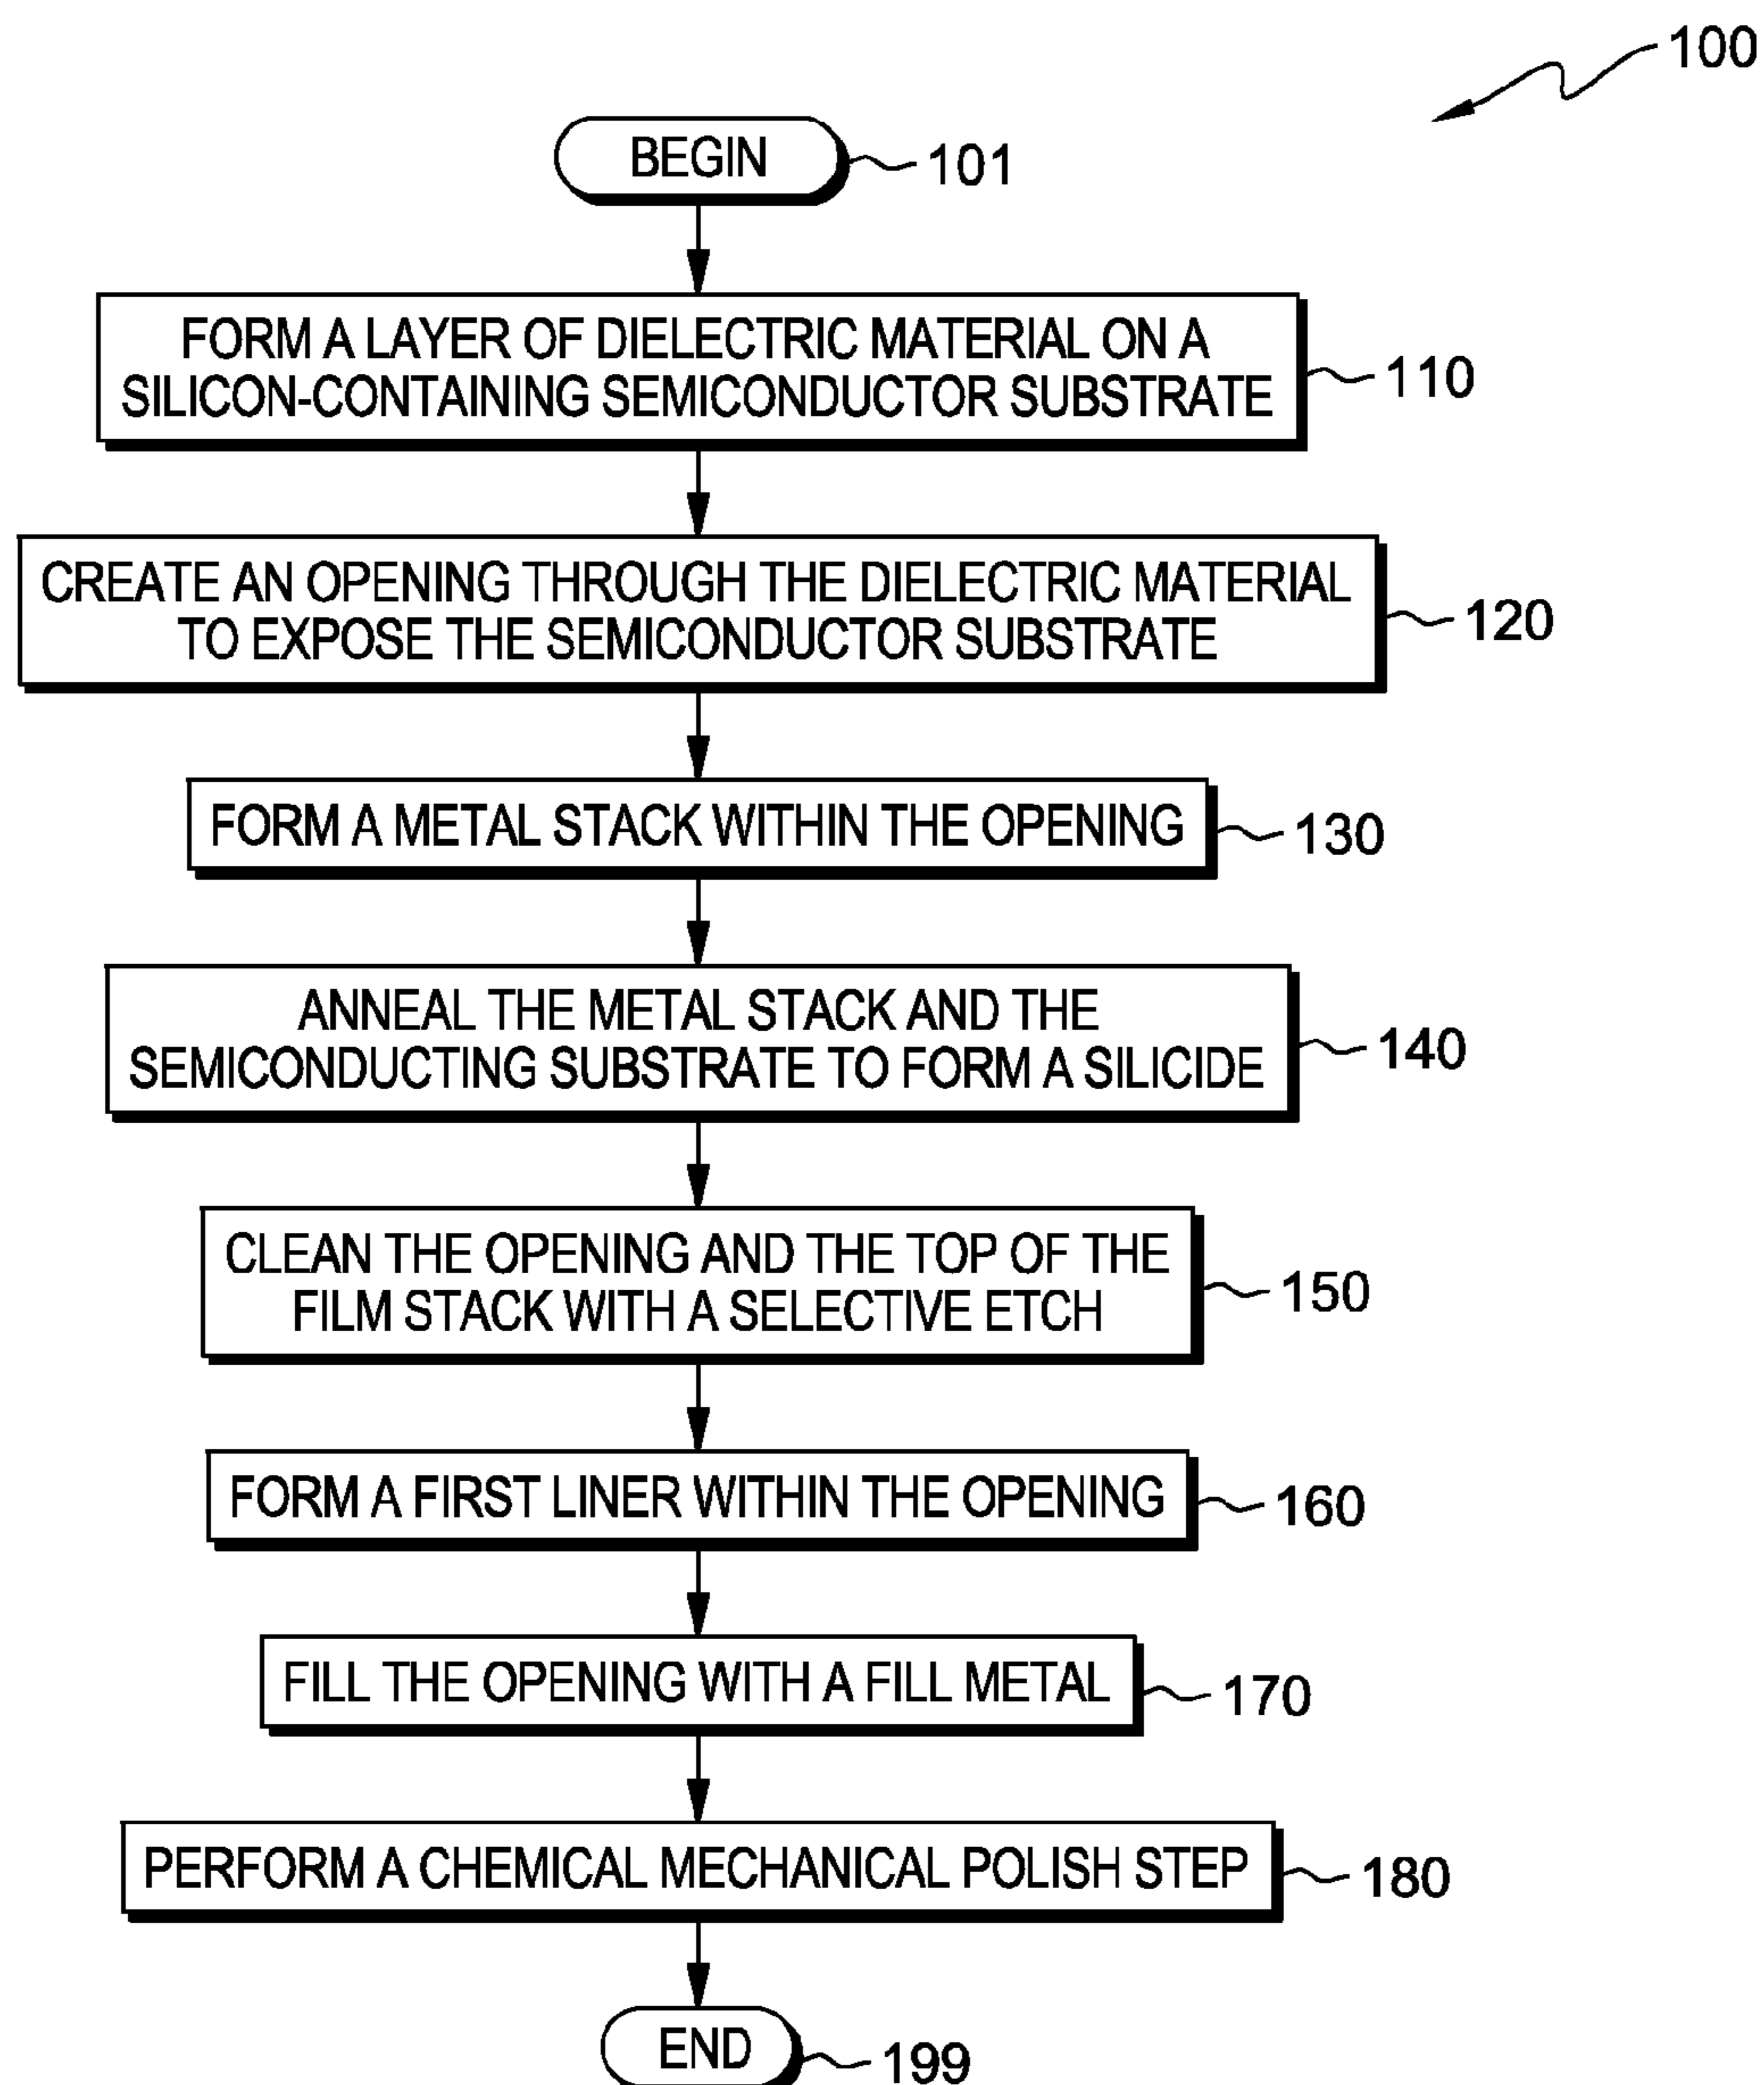 100
BEGIN
101
FORM A LAYER OF DIELECTRIC MATERIAL ON A
SILICON-CONTAINING SEMICONDUCTOR SUBSTRATE
110
CREATE AN OPENING THROUGH THE DIELECTRIC MATERIAL
TO EXPOSE THE SEMICONDUCTOR SUBSTRATE
120
FORM A METAL STACK WITHIN THE OPENING
130
ANNEAL THE METAL STACK AND THE
SEMICONDUCTING SUBSTRATE TO FORM A SILICIDE
140
CLEAN THE OPENING AND THE TOP OF THE
FILM STACK WITH A SELECTIVE ETCH
150
FORM A FIRST LINER WITHIN THE OPENING
160
FILL THE OPENING WITH A FILL METAL
170
PERFORM A CHEMICAL MECHANICAL POLISH STEP
180
END
199